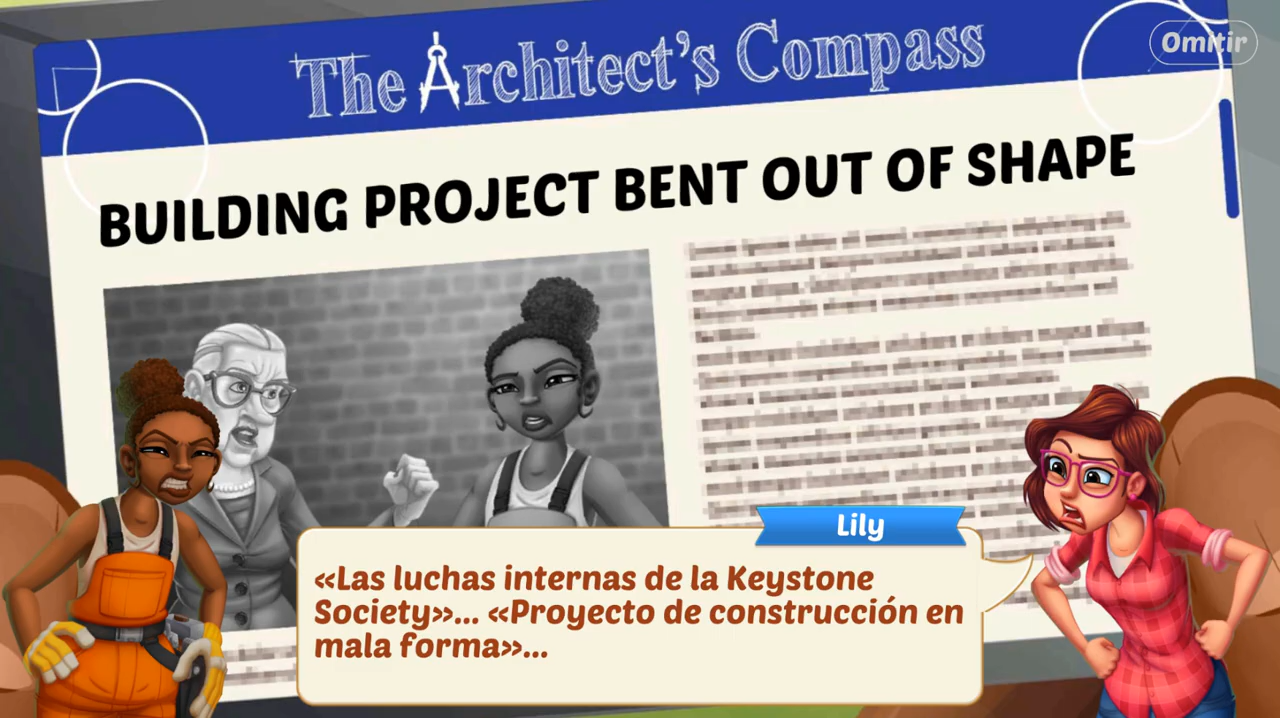 The Architect's Compass
Omitir
BUILDING PROJECT BENT OUT OF SHAPE
Lily
«Las luchas internas de la Keystone
Society»... «Proyecto de construcción en
mala forma»...